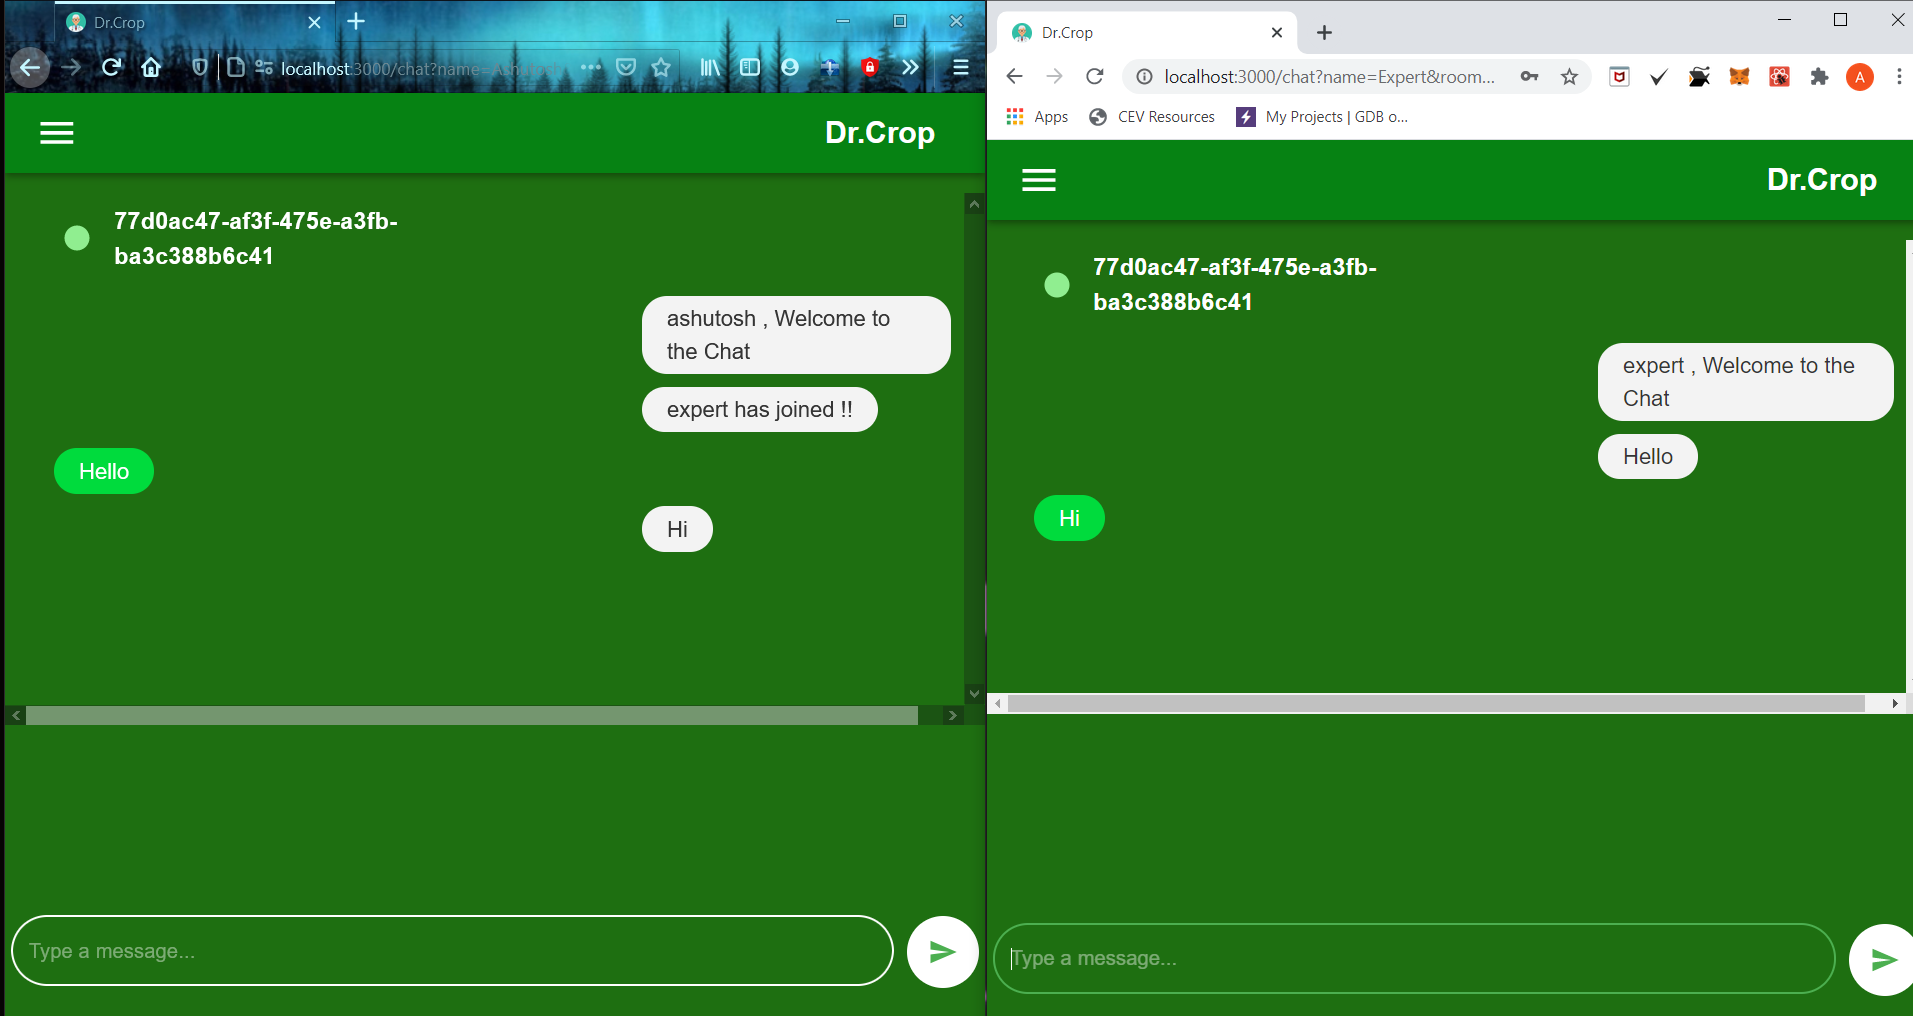 Dr.Crop
localhost:3000/chat?name=Ashutosh
Dr.Crop
77d0ac47-af3f-475e-a3fb-
ba3c388b6c41
ashutosh , Welcome to
the Chat
expert has joined !!
Hello
Hi
Type a message...
Dr.Crop
localhost:3000/chat?name=Expert&room...
A
Apps
CEV Resources
My Projects | GDB o...
Dr.Crop
77d0ac47-af3f-475e-a3fb-
ba3c388b6c41
expert , Welcome to the
Chat
Hello
Hi
Type a message...